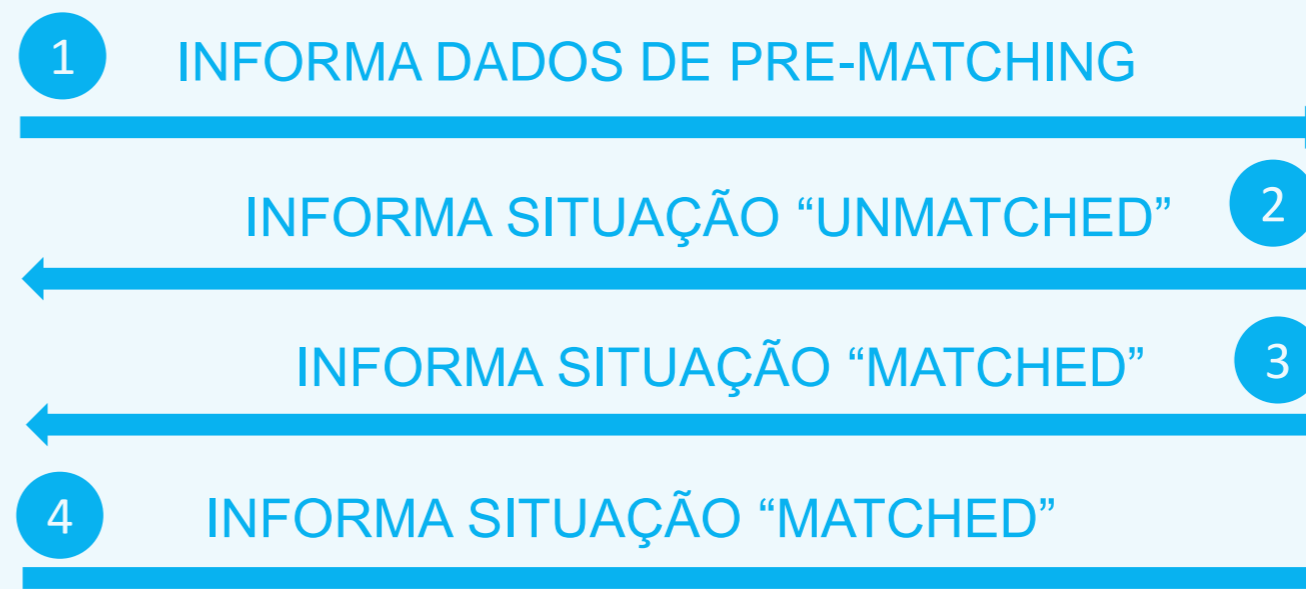 1 INFORMA DADOS DE PRE-MATCHING
INFORMA SITUAÇÃO “UNMATCHED” 2
INFORMA SITUAÇÃO “MATCHED” 3
4 INFORMA SITUAÇÃO “MATCHED”